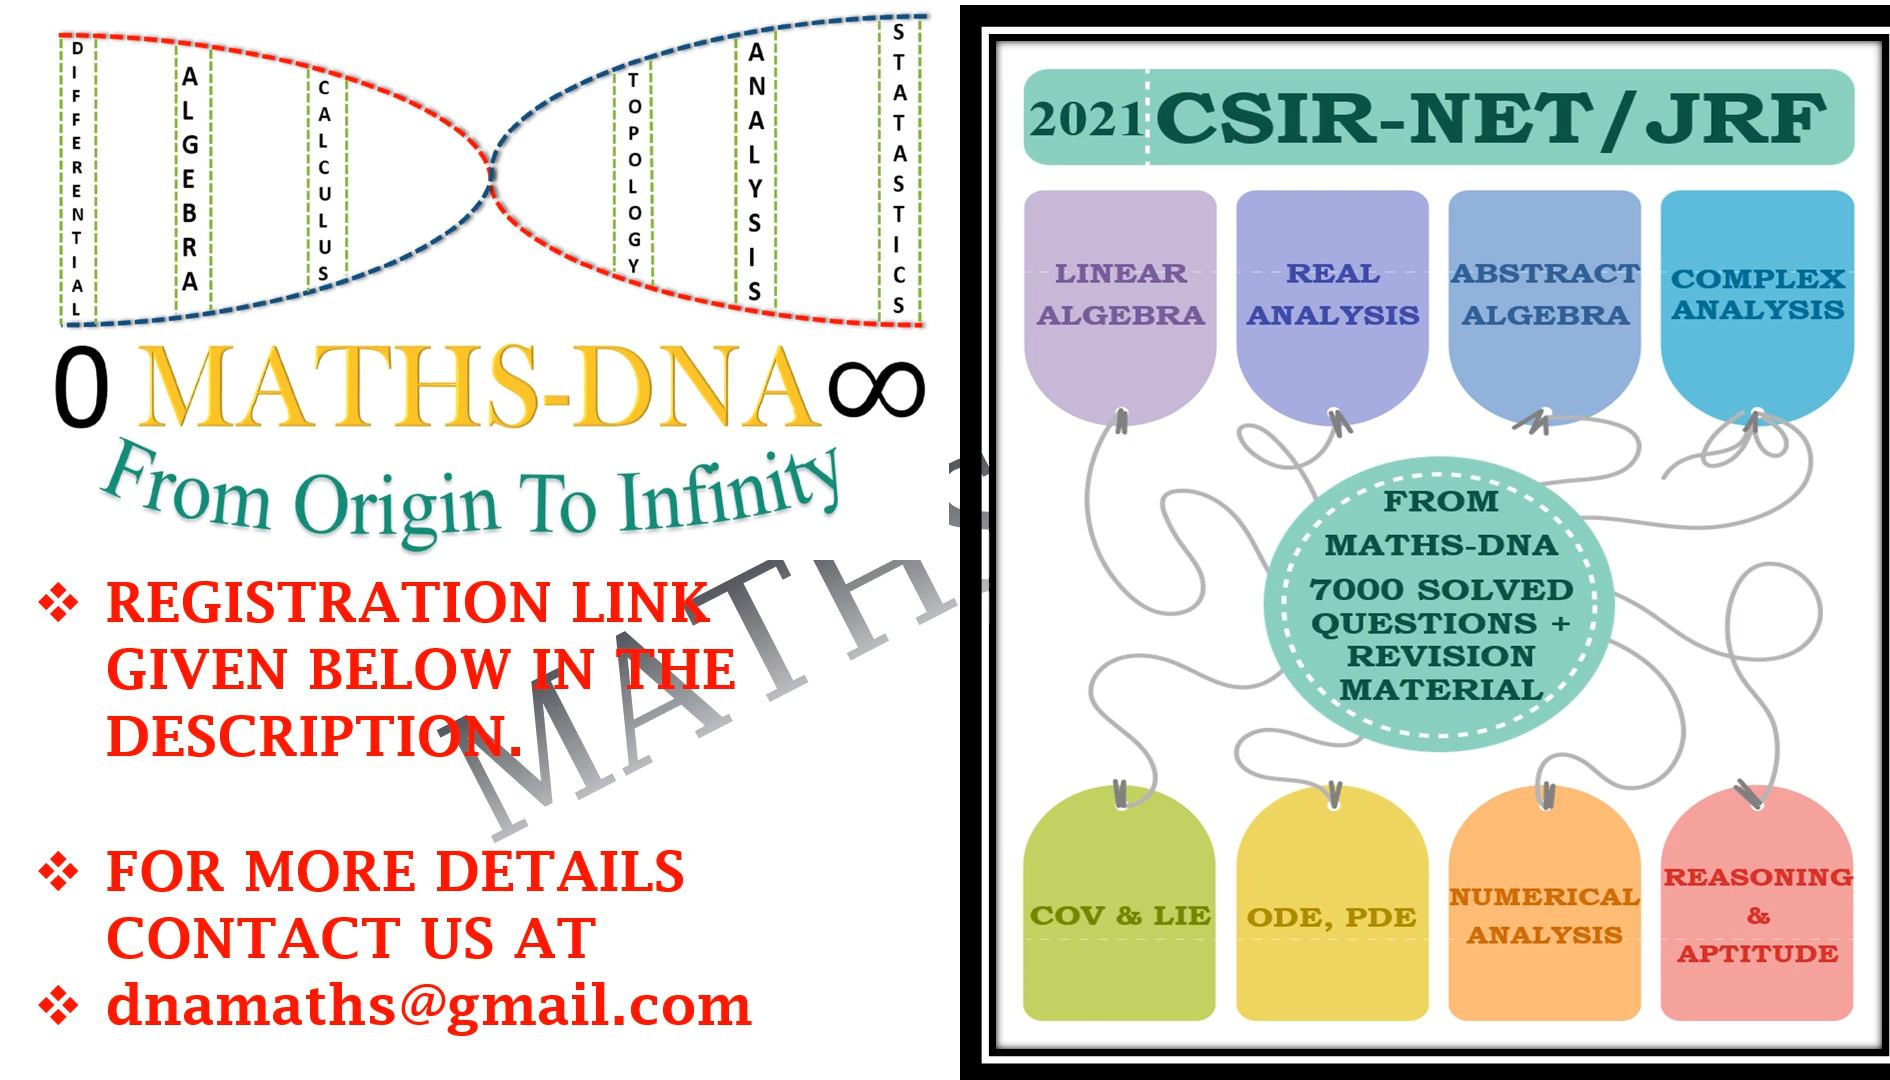 DIFFERENTIAL
ALGEBRA
CALCULUS
TOPOLOGY
ANALYSIS
STATASTICS
0 MATHS-DNA ∞
From Origin To Infinity
❖ REGISTRATION LINK
GIVEN BELOW IN THE
DESCRIPTION.
❖ FOR MORE DETAILS
CONTACT US AT
❖ dnamaths@gmail.com
MATHS
2021 CSIR-NET/JRF
LINEAR
ALGEBRA
REAL
ANALYSIS
ABSTRACT
ALGEBRA
COMPLEX
ANALYSIS
FROM
MATHS-DNA
7000 SOLVED
QUESTIONS +
REVISION
MATERIAL
COV & LIE
ODE, PDE
NUMERICAL
ANALYSIS
REASONING
&
APTITUDE